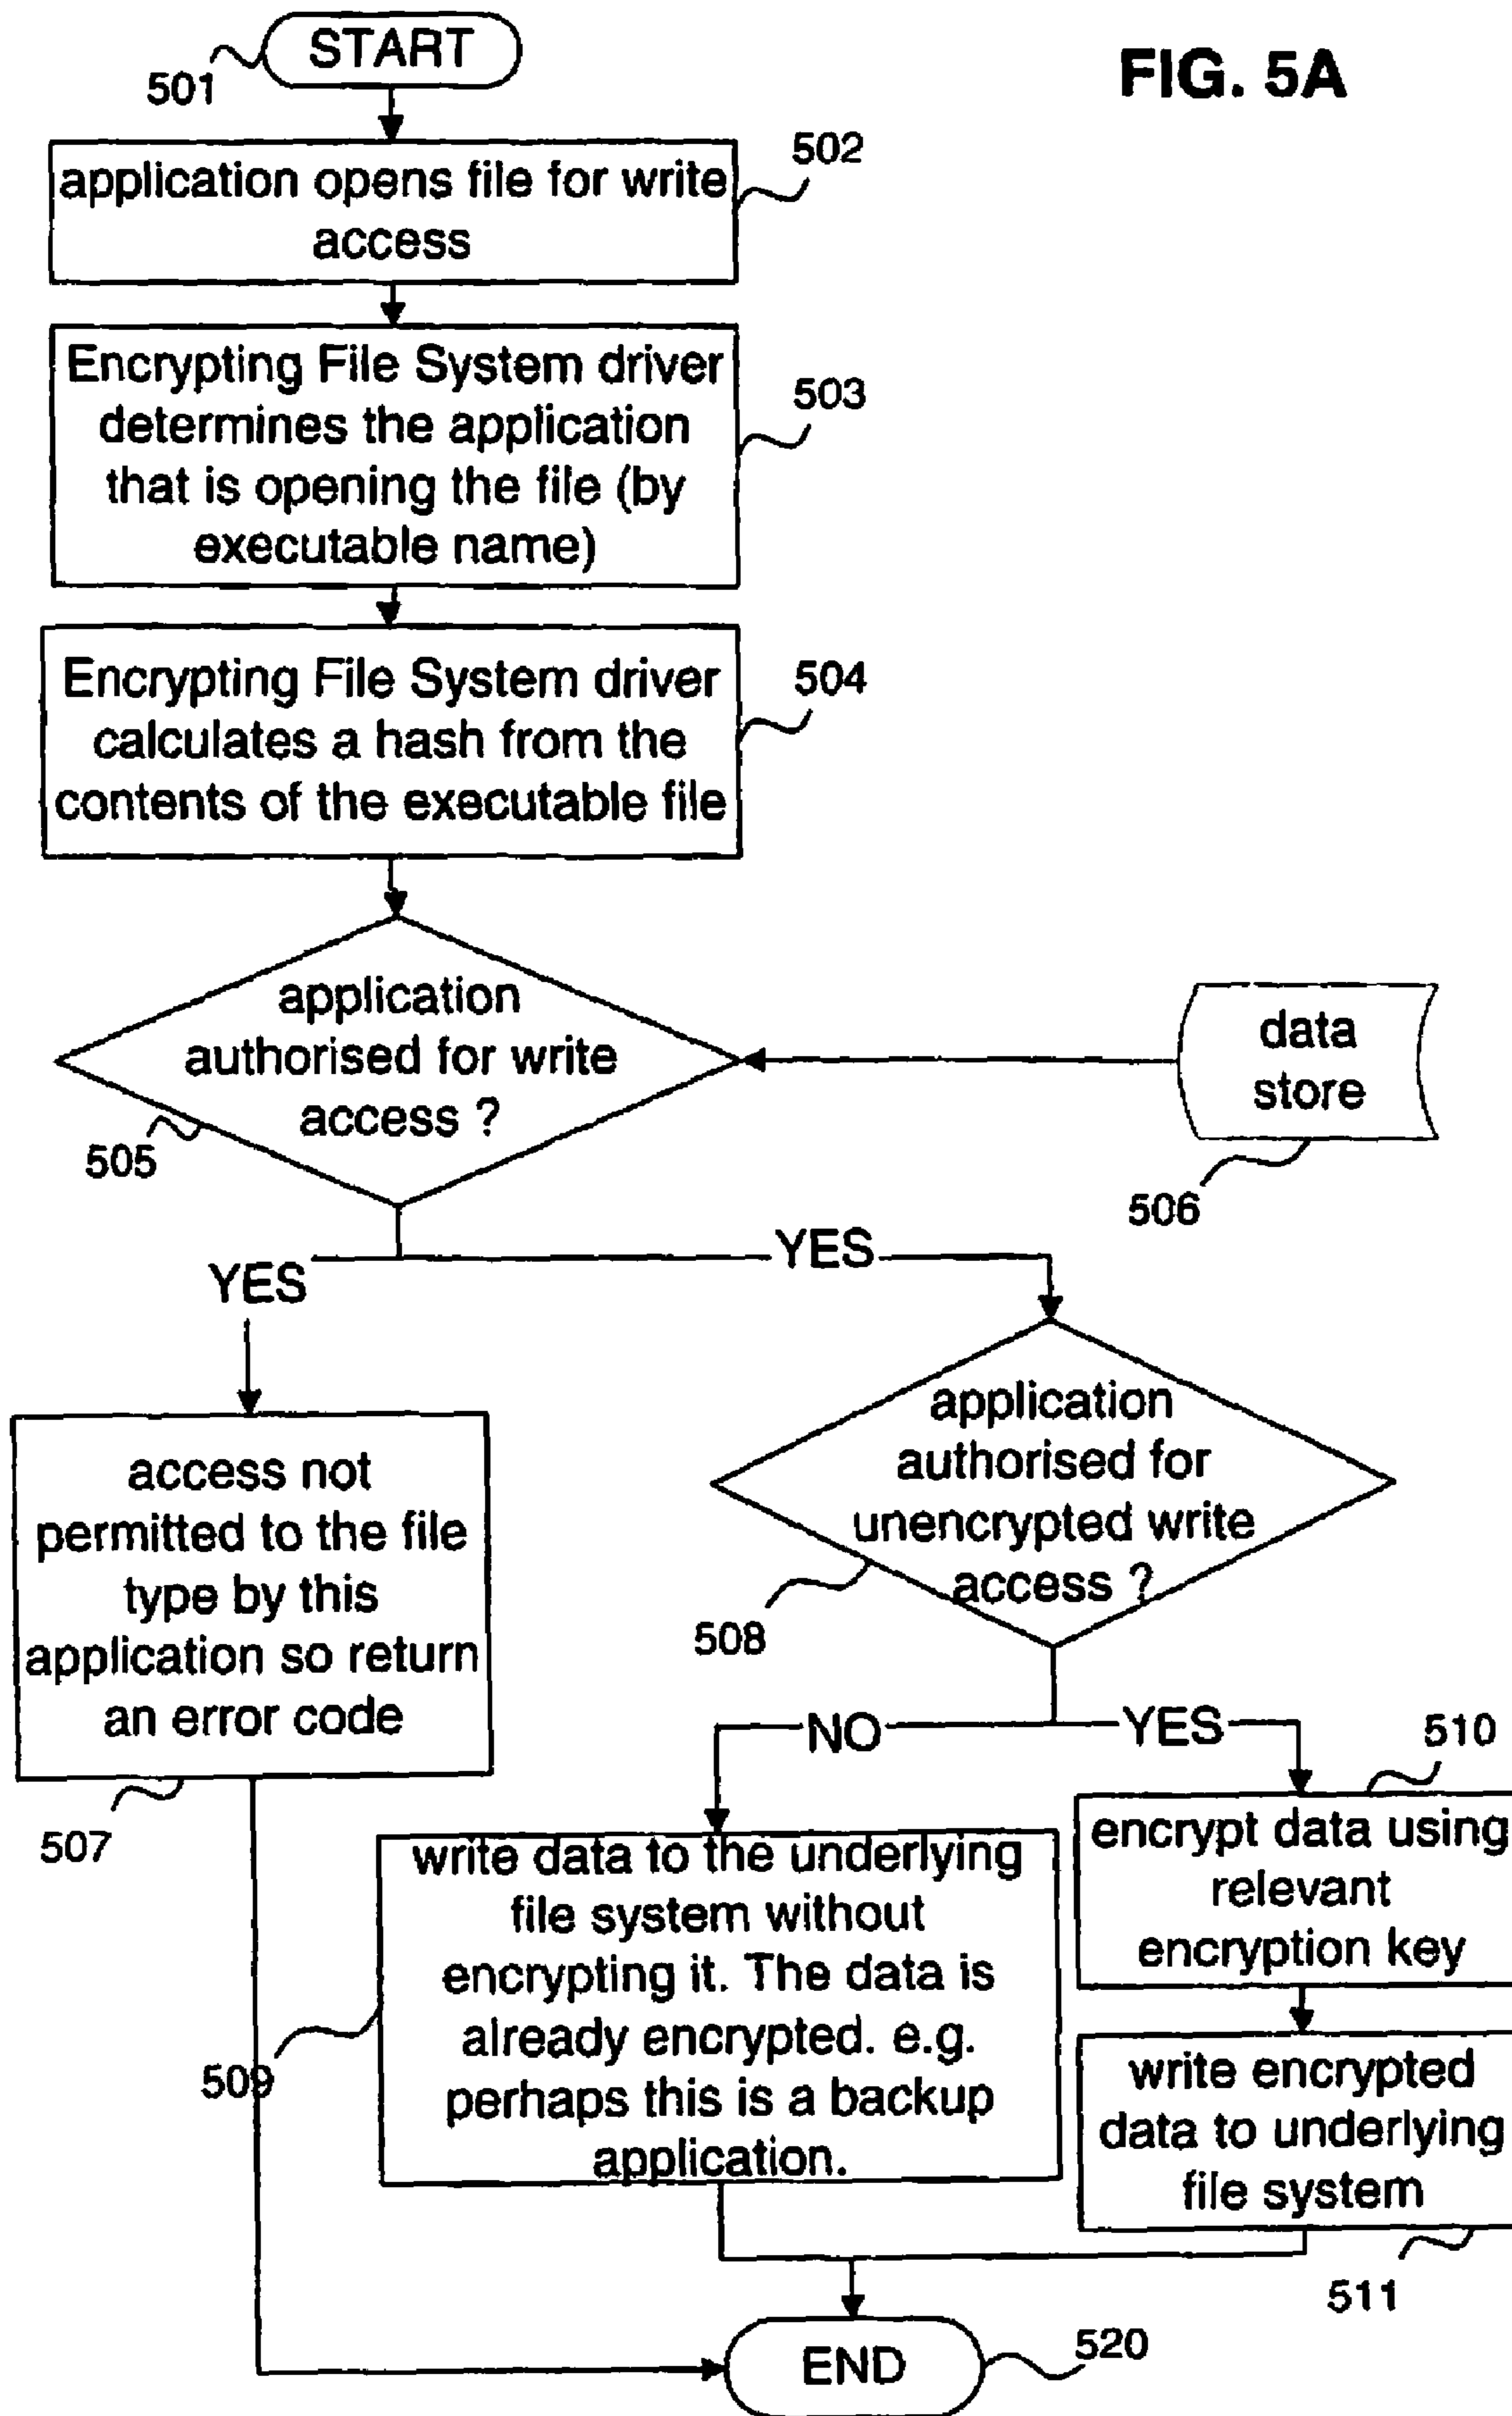 START
FIG. 5A
501
502
application opens file for write
access
Encrypting File System driver
determines the application
that is opening the file (by
executable name)
503
Encrypting File System driver
calculates a hash from the
contents of the executable file
504
application
authorised for write
access ?
505
data
store
506
YES
YES
access not
permitted to the file
type by this
application so return
an error code
507
application
authorised for
unencrypted write
access ?
508
NO
YES
510
write data to the underlying
file system without
encrypting it. The data is
already encrypted. e.g.
perhaps this is a backup
application.
509
encrypt data using
relevant
encryption key
write encrypted
data to underlying
file system
511
END
520